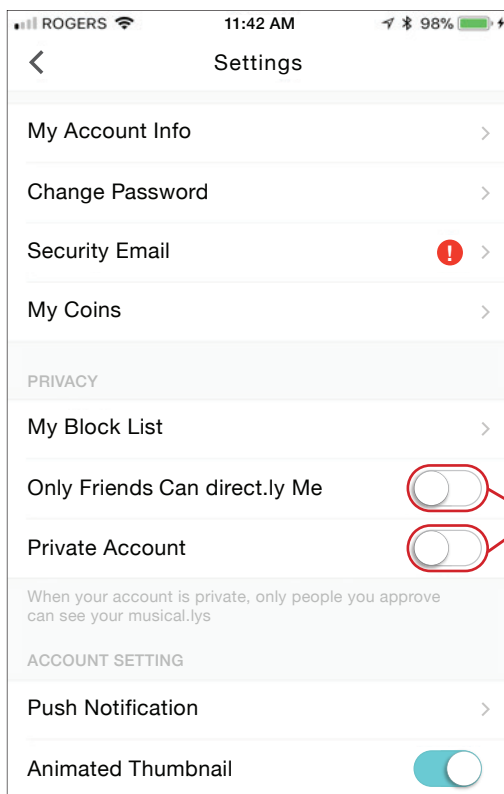 ROGERS 11:42 AM 98%
Settings
My Account Info
Change Password
Security Email !
My Coins
PRIVACY
My Block List
Only Friends Can direct.ly Me
Private Account
When your account is private, only people you approve
can see your musical.lys
ACCOUNT SETTING
Push Notification
Animated Thumbnail